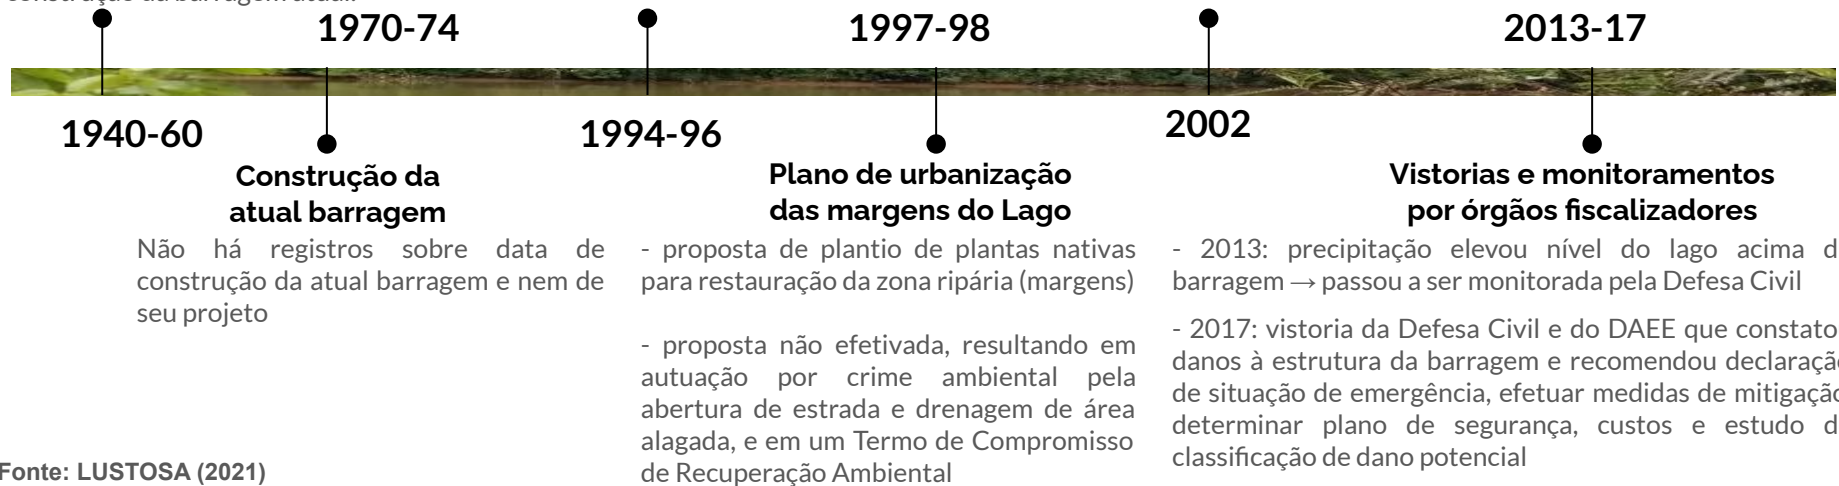 1970-74
1997-98
2013-17
1940-60
1994-96
2002
Construção da
atual barragem
Não há registros sobre data de
construção da atual barragem e nem de
seu projeto
Plano de urbanização
das margens do Lago
- proposta de plantio de plantas nativas
para restauração da zona ripária (margens)
- proposta não efetivada, resultando em
autuação por crime ambiental pela
abertura de estrada e drenagem de área
alagada, e em um Termo de Compromisso
de Recuperação Ambiental
Vistorias e monitoramentos
por órgãos fiscalizadores
- 2013: precipitação elevou nível do lago acima d
barragem → passou a ser monitorada pela Defesa Civil
- 2017: vistoria da Defesa Civil e do DAEE que constato
danos à estrutura da barragem e recomendou declaração
de situação de emergência, efetuar medidas de mitigação
determinar plano de segurança, custos e estudo d
classificação de dano potencial
Fonte: LUSTOSA (2021)